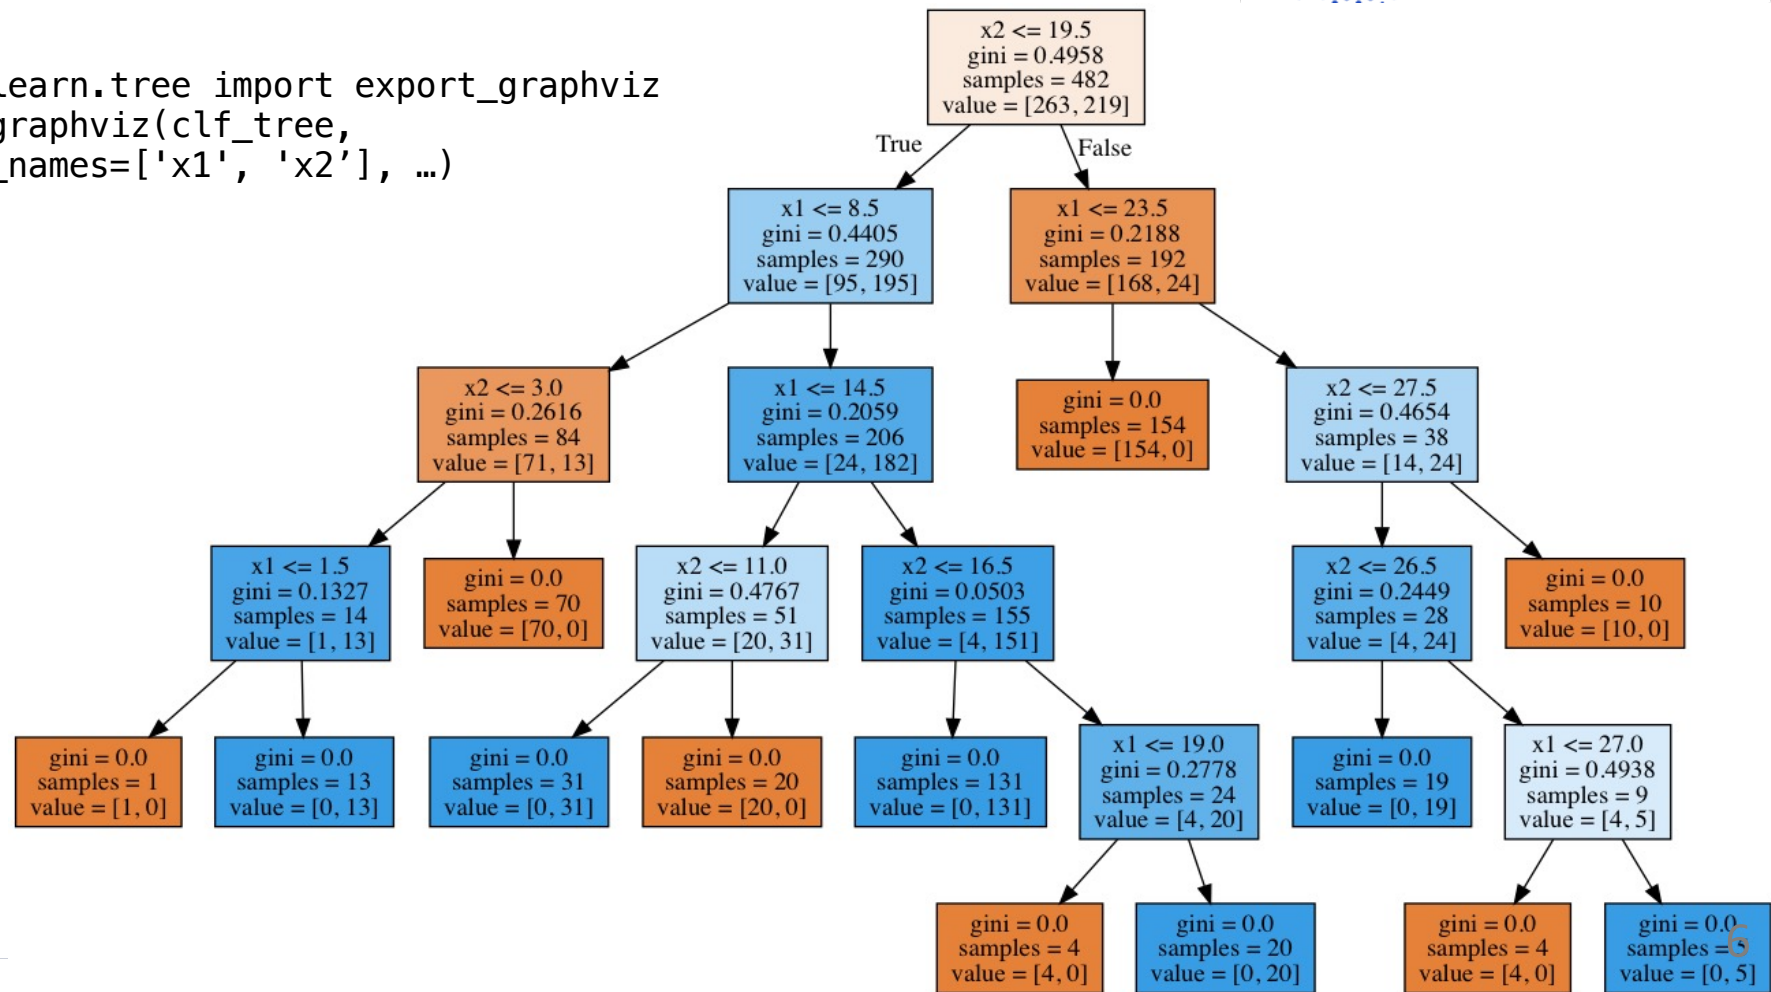 learn.tree import export_graphviz
graphviz(clf_tree,
_names=['x1', 'x2’], …)
x2 <= 19.5
gini = 0.4958
samples = 482
value = [263, 219]
True
False
x1 <= 8.5
gini = 0.4405
samples = 290
value = [95, 195]
x1 <= 23.5
gini = 0.2188
samples = 192
value = [168, 24]
x2 <= 3.0
gini = 0.2616
samples = 84
value = [71, 13]
x1 <= 14.5
gini = 0.2059
samples = 206
value = [24, 182]
gini = 0.0
samples = 154
value = [154, 0]
x2 <= 27.5
gini = 0.4654
samples = 38
value = [14, 24]
x1 <= 1.5
gini = 0.1327
samples = 14
value = [1, 13]
gini = 0.0
samples = 70
value = [70, 0]
x2 <= 11.0
gini = 0.4767
samples = 51
value = [20, 31]
x2 <= 16.5
gini = 0.0503
samples = 155
value = [4, 151]
x2 <= 26.5
gini = 0.2449
samples = 28
value = [4, 24]
gini = 0.0
samples = 10
value = [10, 0]
gini = 0.0
samples = 1
value = [1, 0]
gini = 0.0
samples = 13
value = [0, 13]
gini = 0.0
samples = 31
value = [0, 31]
gini = 0.0
samples = 20
value = [20, 0]
gini = 0.0
samples = 131
value = [0, 131]
x1 <= 19.0
gini = 0.2778
samples = 24
value = [4, 20]
gini = 0.0
samples = 19
value = [0, 19]
x1 <= 27.0
gini = 0.4938
samples = 9
value = [4, 5]
gini = 0.0
samples = 4
value = [4, 0]
gini = 0.0
samples = 20
value = [0, 20]
gini = 0.0
samples = 4
value = [4, 0]
gini = 0.0
samples = 5
value = [0, 5]
6